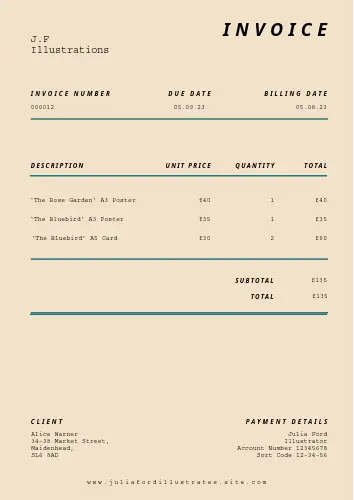 INVOICE
J.F
Illustrations
INVOICE NUMBER DUE DATE BILLING DATE
000012 05.09.23 05.08.23
DESCRIPTION UNIT PRICE QUANTITY TOTAL
'The Rose Garden' A3 Poster £40 1 £40
'The Bluebird' A3 Poster £35 1 £35
'The Bluebird' A5 Card £30 2 £60
SUBTOTAL £135
TOTAL £135
CLIENT PAYMENT DETAILS
Alice Warner Julia Ford
34-38 Market Street, Illustrator
Maidenhead, Account Number 12345678
SL6 8AD Sort Code 12-34-56
www.juliafordillustrates.site.com